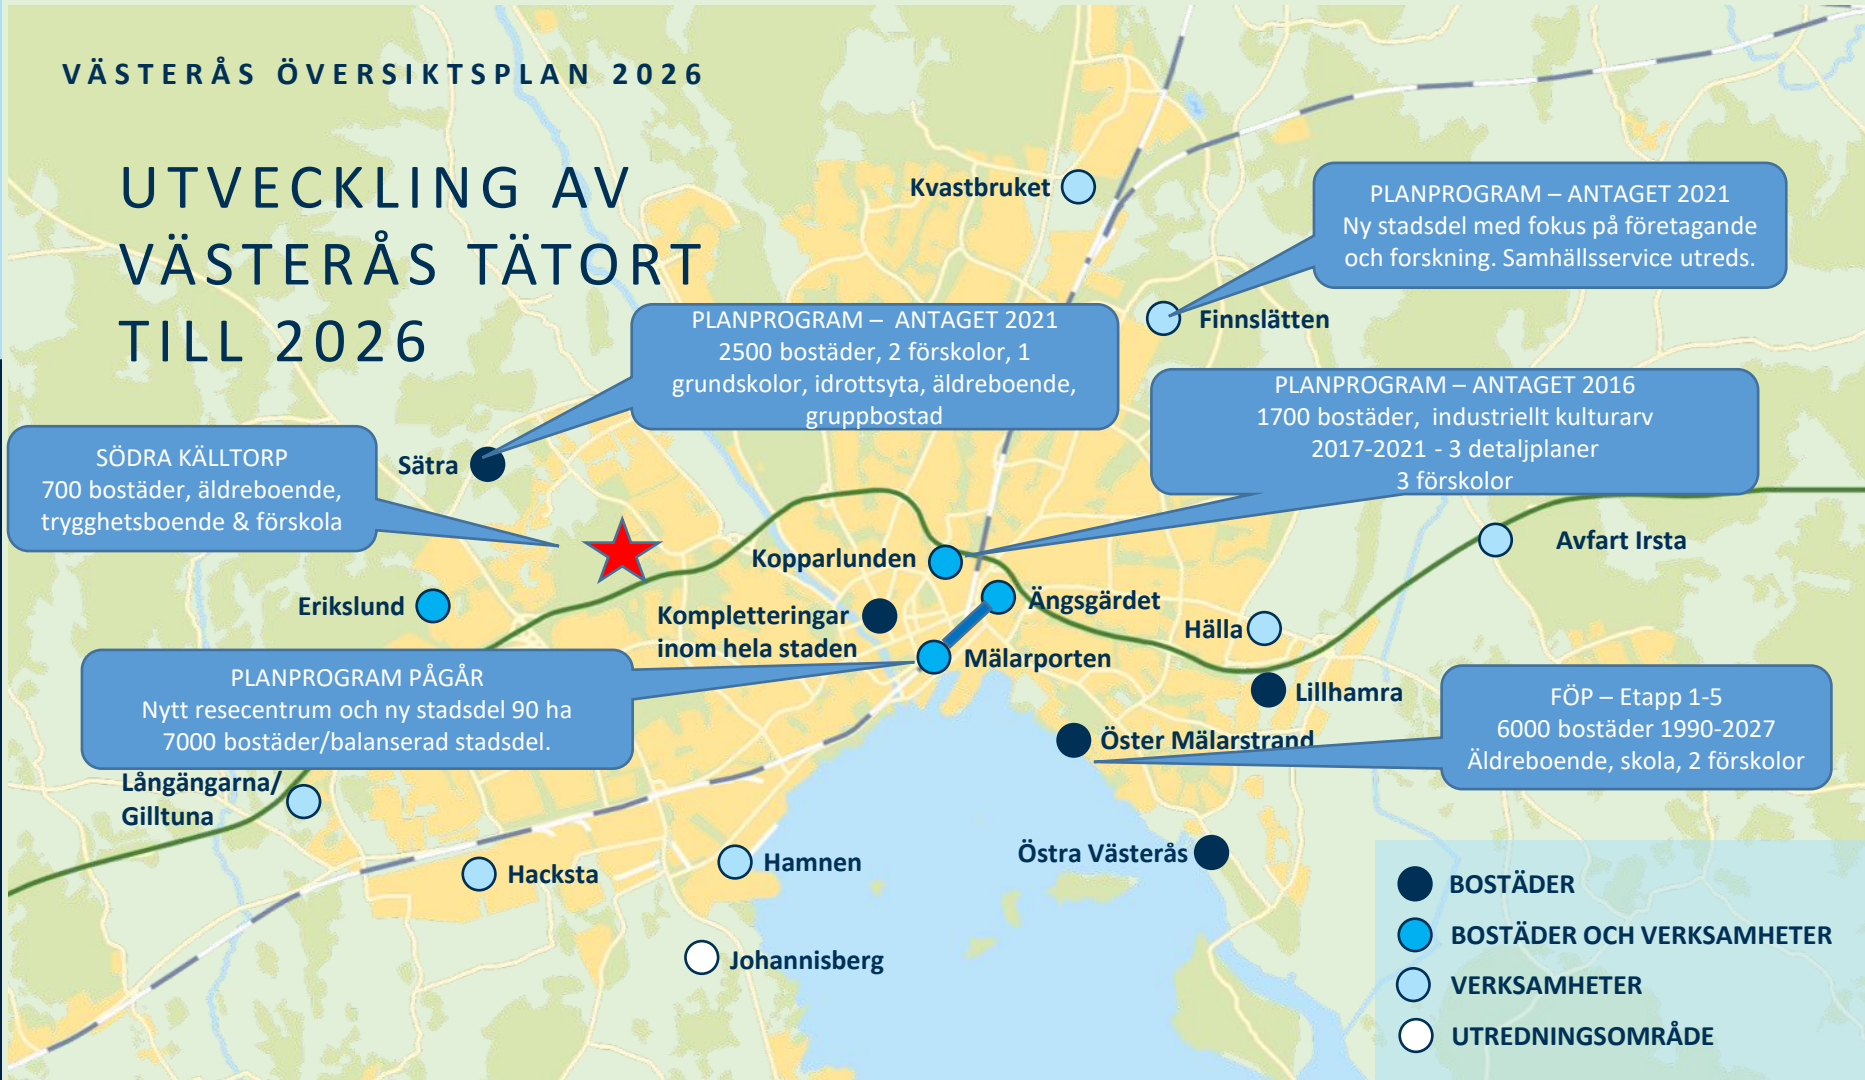 VÄSTERÅS ÖVERSIKTSPLAN 2026
UTVECKLING AV
VÄSTERÅS TÄTORT
TILL 2026
Kvastbruket
PLANPROGRAM – ANTAGET 2021
Ny stadsdel med fokus på företagande
och forskning. Samhällsservice utreds.
Finnslätten
PLANPROGRAM – ANTAGET 2021
2500 bostäder, 2 förskolor, 1
grundskolor, idrottsyta, äldreboende,
gruppbostad
PLANPROGRAM – ANTAGET 2016
1700 bostäder, industriellt kulturarv
2017-2021 - 3 detaljplaner
3 förskolor
Sätra
SÖDRA KÄLLTORP
700 bostäder, äldreboende,
trygghetsboende & förskola
Kopparlunden
Avfart Irsta
Erikslund
Kompletteringar
inom hela staden
Ängsgärdet
Hälla
Mälarporten
Lillhamra
PLANPROGRAM PÅGÅR
Nytt resecentrum och ny stadsdel 90 ha
7000 bostäder/balanserad stadsdel.
Öster Mälarstrand
FÖP – Etapp 1-5
6000 bostäder 1990-2027
Äldreboende, skola, 2 förskolor
Långängarna/
Gilltuna
Hacksta
Hamnen
Östra Västerås
Johannisberg
BOSTÄDER
BOSTÄDER OCH VERKSAMHETER
VERKSAMHETER
UTREDNINGSOMRÅDE